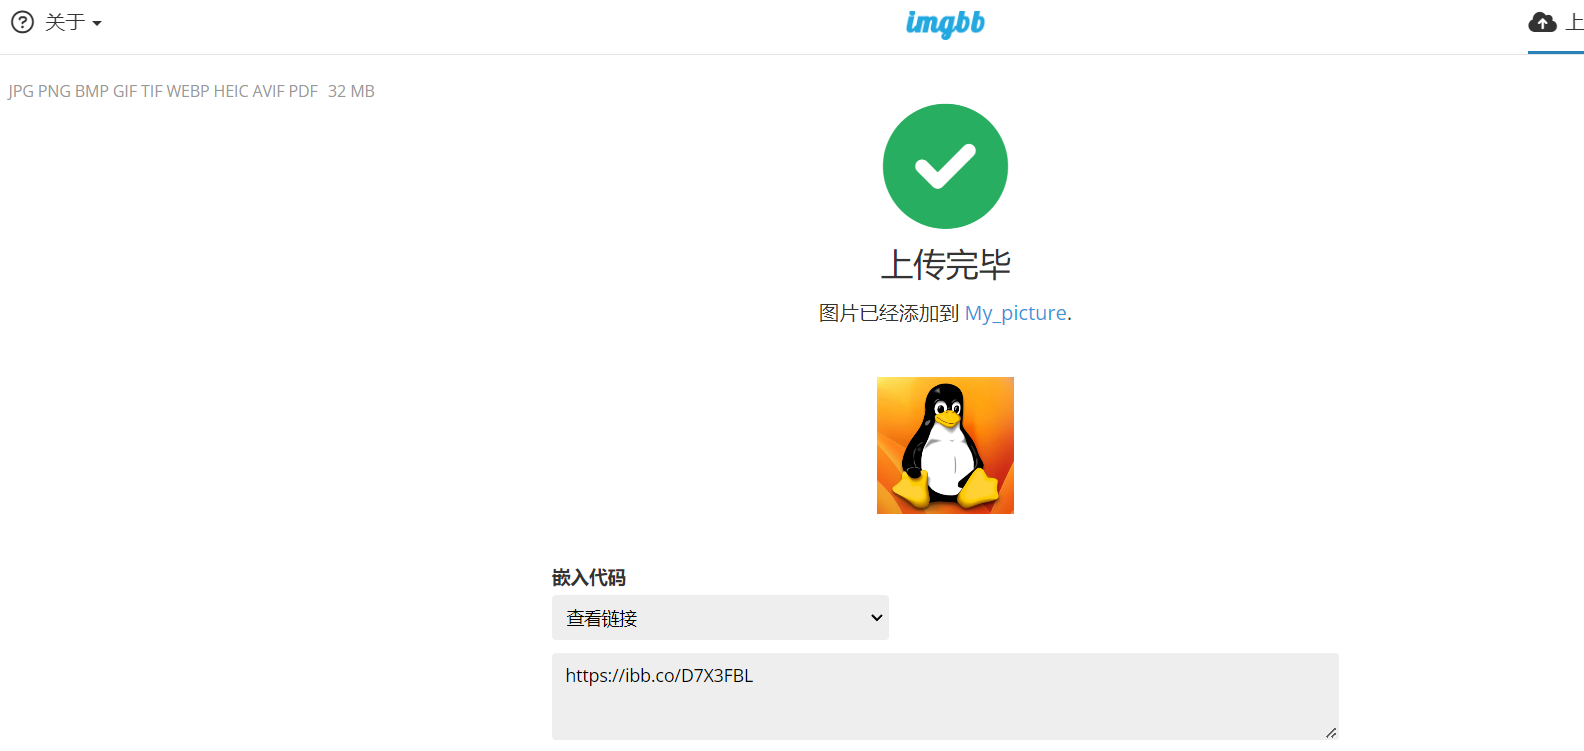 关于
imgbb
上
JPG PNG BMP GIF TIF WEBP HEIC AVIF PDF 32 MB
上传完毕
图片已经添加到 My_picture.
嵌入代码
查看链接
https://ibb.co/D7X3FBL